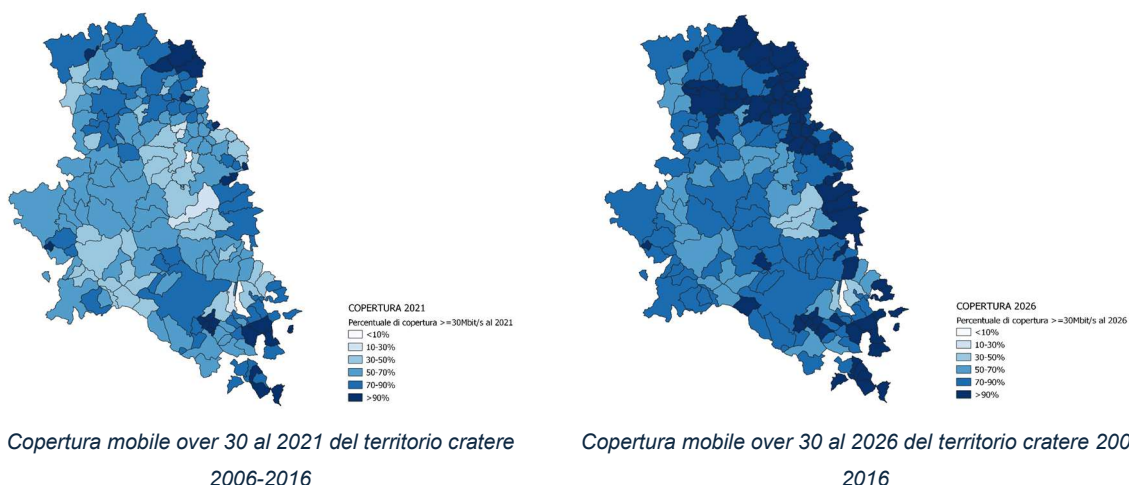 COPERTURA 2021
Percentuale di copertura >=30Mbit/s al 2021
<10%
10-30%
30-50%
50-70%
70-90%
>90%
Copertura mobile over 30 al 2021 del territorio cratere
2006-2016
COPERTURA 2026
Percentuale di copertura >=30Mbit/s al 2026
<10%
10-30%
30-50%
50-70%
70-90%
>90%
Copertura mobile over 30 al 2026 del territorio cratere 200
2016